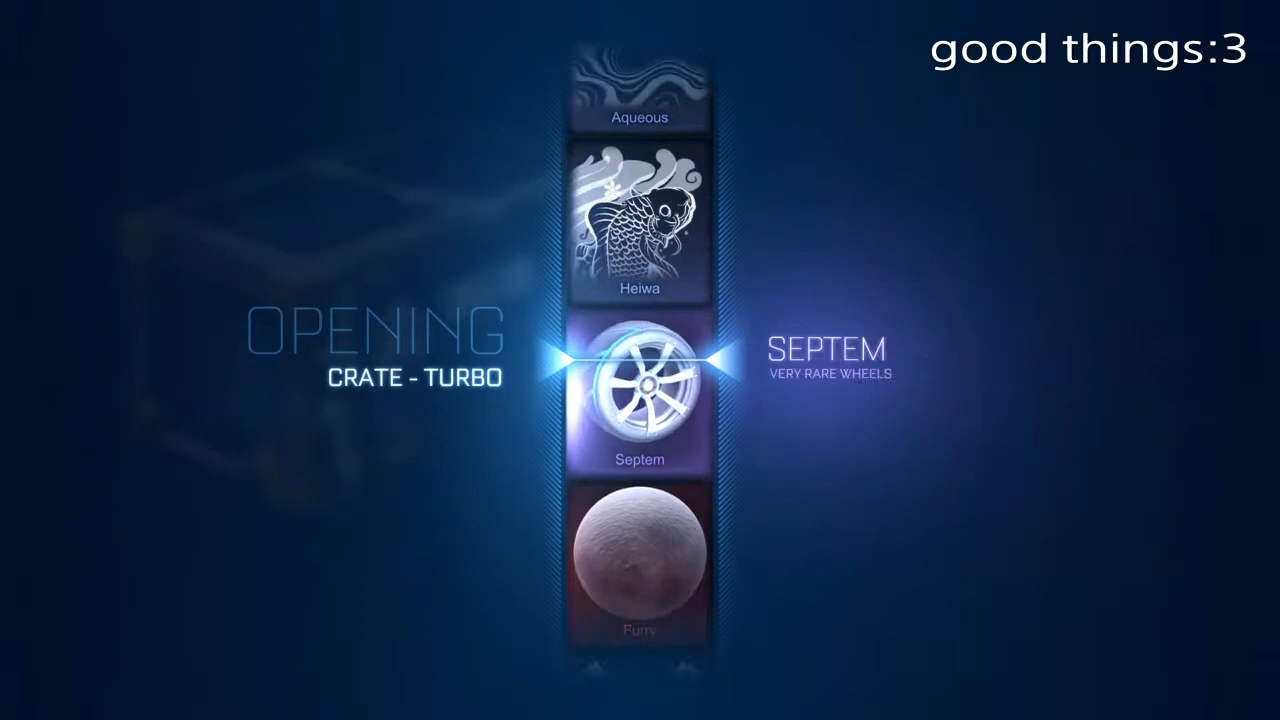 good things:3
Aqueous
Heiwa
OPENING
CRATE - TURBO
SEPTEM
VERY RARE WHEELS
Septem
Furry